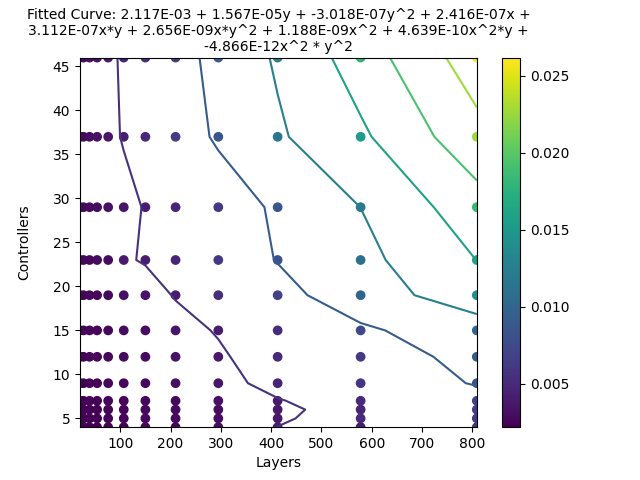 Fitted Curve: 2.117E-03 + 1.567E-05y + -3.018E-07y^2 + 2.416E-07x +
3.112E-07x*y + 2.656E-09x*y^2 + 1.188E-09x^2 + 4.639E-10x^2*y +
-4.866E-12x^2 * y^2
45
40
35
30
25
20
15
10
5
Controllers
100 200 300 400 500 600 700 800
Layers
0.025
0.020
0.015
0.010
0.005